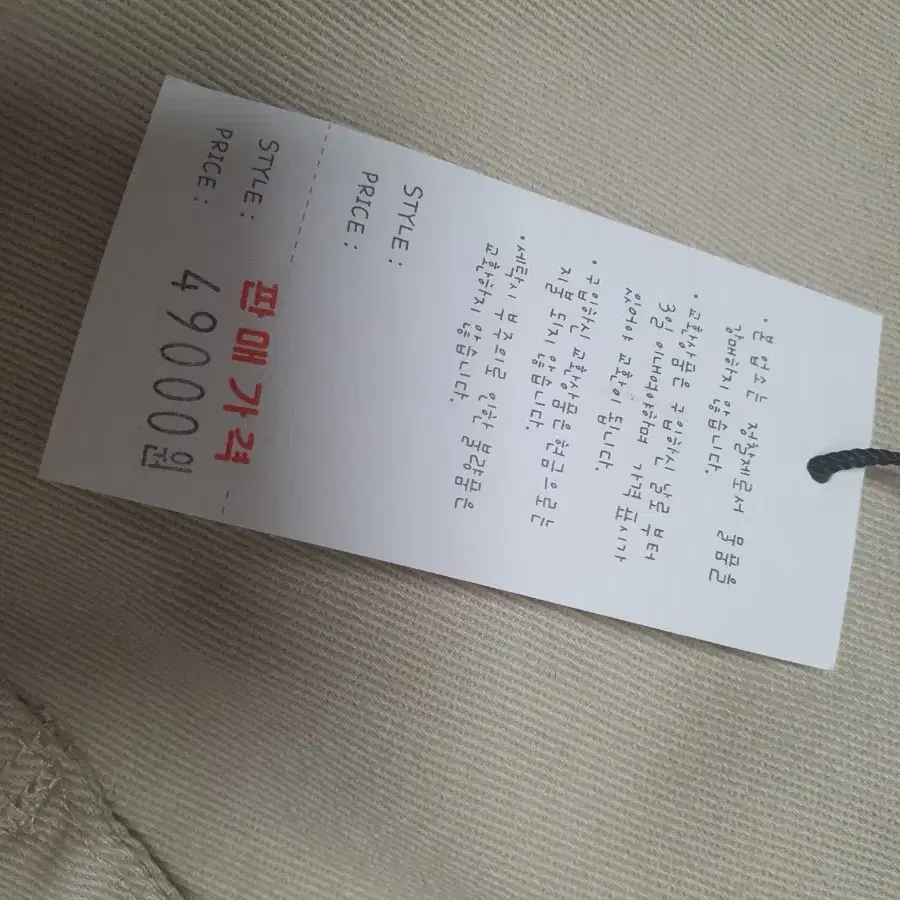 • 본 업소는 정찰제로서 물품을
강매하지 않습니다.
• 교환상품은 구입하신 날로 부터
3일 이내여야하며 가격 표시가
있어야 교환이 됩니다.
• 구입하신 교환상품은 현금으로는
지불 되지 않습니다.
• 세탁시 부주의로 인한 불량품은
교환하지 않습니다.
STYLE :
PRICE :
STYLE : 판매가격
PRICE : 49000원